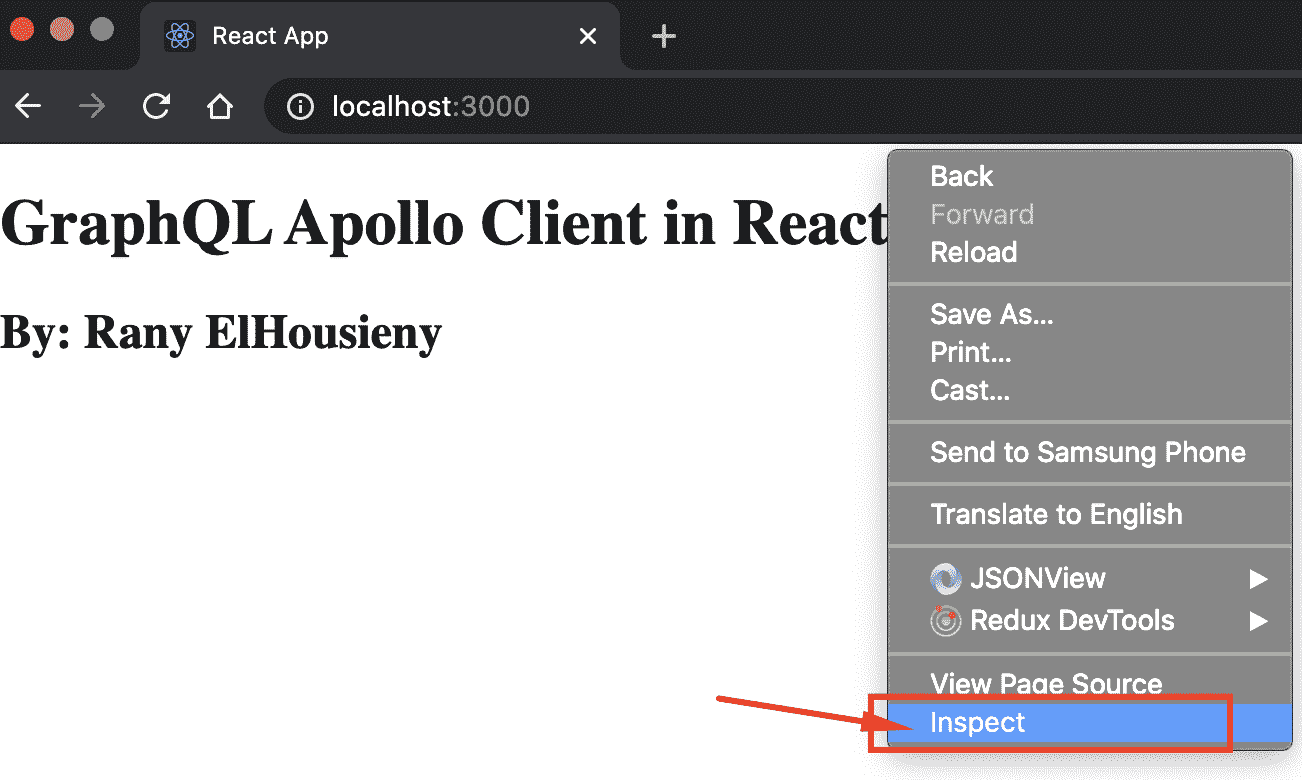 React App
localhost:3000
GraphQL Apollo Client in React
By: Rany ElHousieny
Back
Forward
Reload
Save As...
Print...
Cast...
Send to Samsung Phone
Translate to English
JSONView
Redux DevTools
View Page Source
Inspect